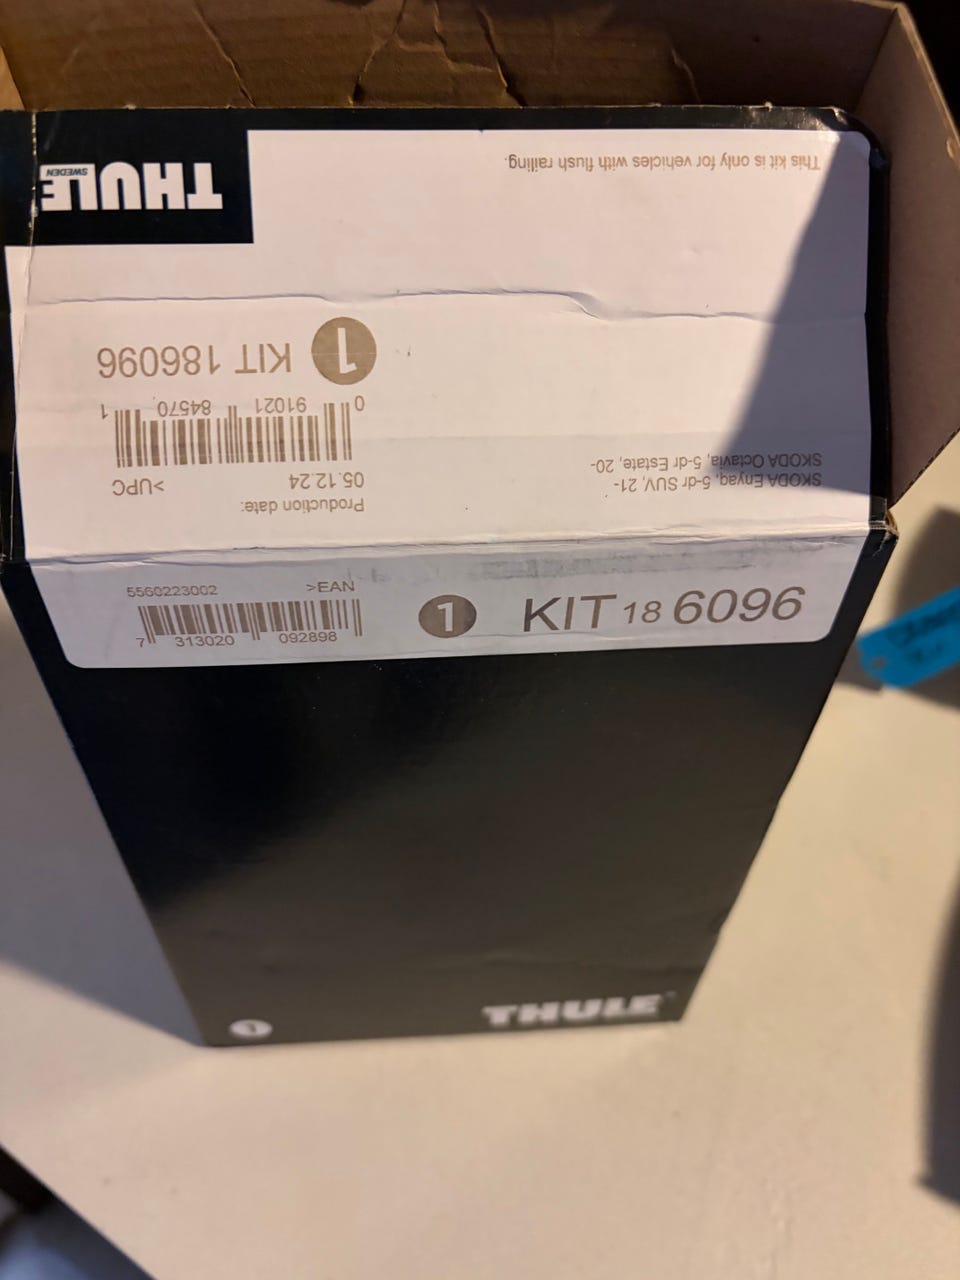 THULE
SWEDEN
This kit is only for vehicles with flush railing.
1 KIT 186096
0 91021 84570 1
>UPC
Production date:
05.12.24
SKODA Enyaq, 5-dr SUV, 21-
SKODA Octavia, 5-dr Estate, 20-
5560223002 >EAN
7 313020 092898
1 KIT 18 6096
1 THULE